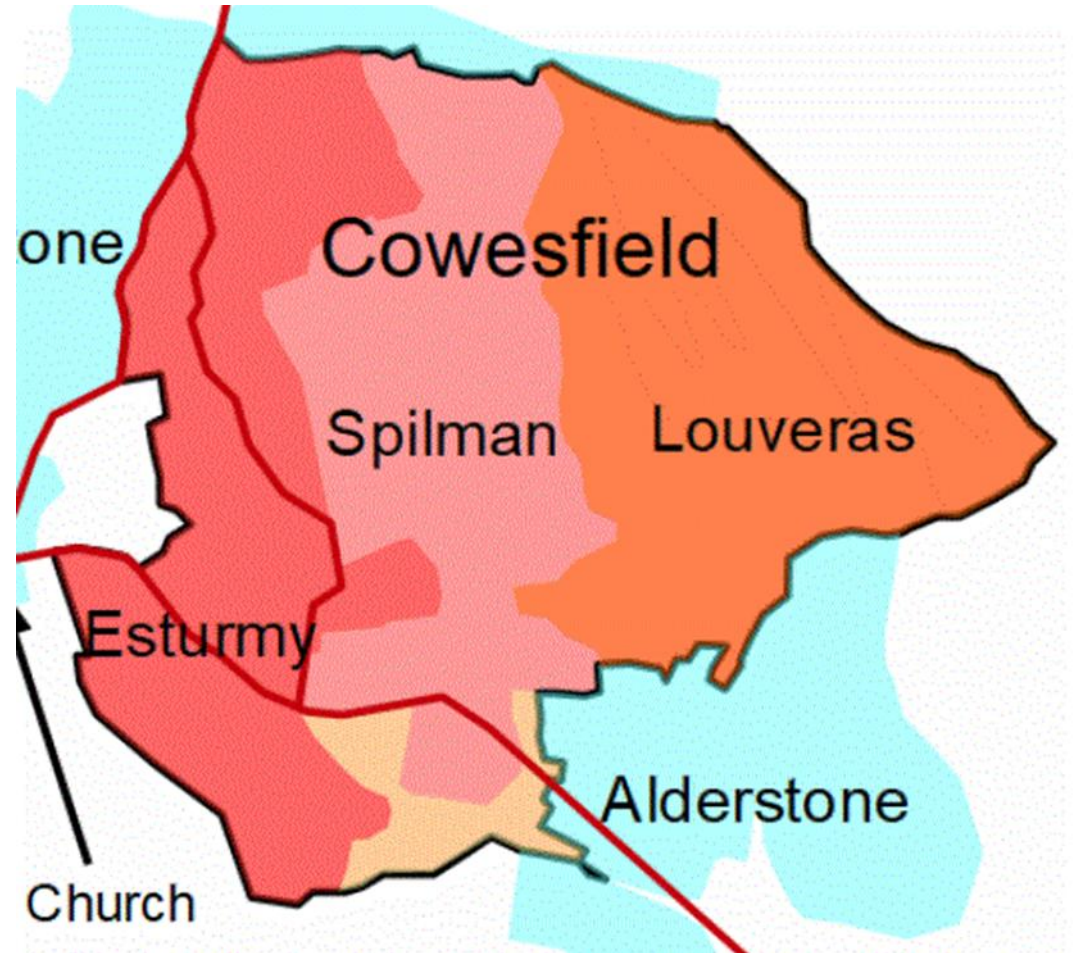 one
Cowesfield
Spilman
Louveras
Esturmy
Alderstone
Church